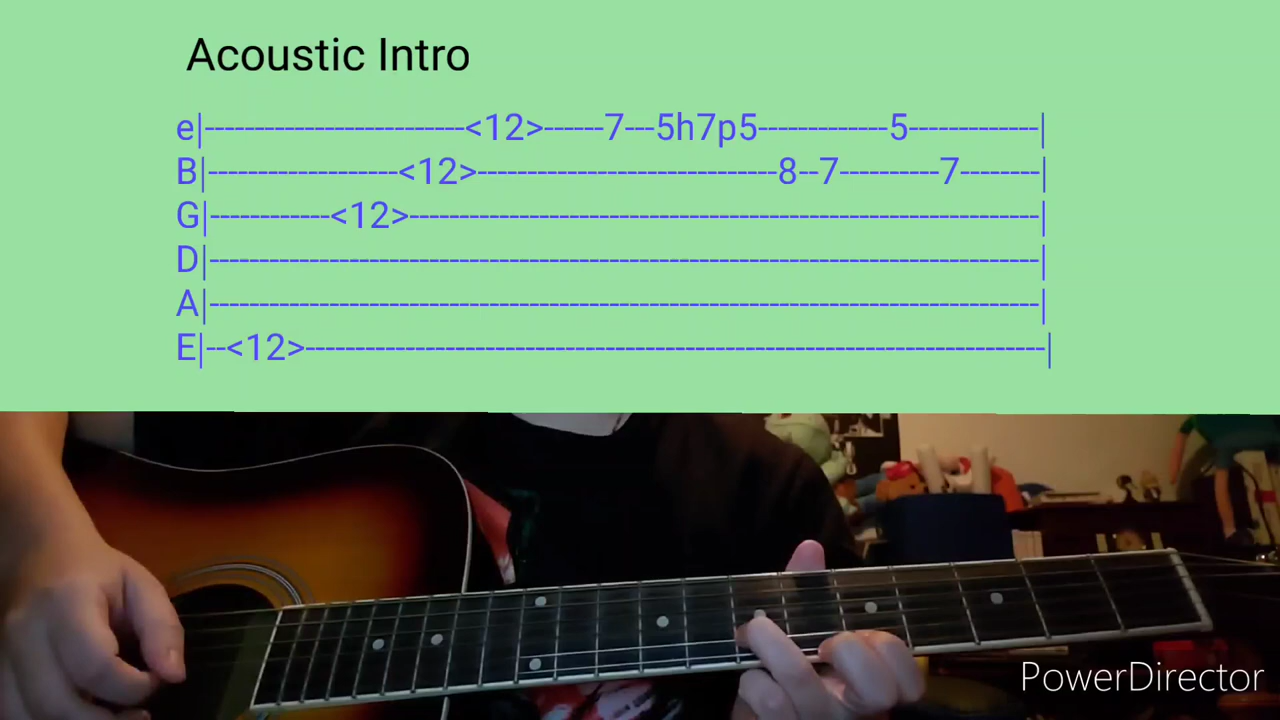 Acoustic Intro
e|--------------------------<12>------7---5h7p5-------------5-------------|
B|-------------------<12>------------------------------8--7----------7--------|
G|------------<12>---------------------------------------------------------------|
D|-----------------------------------------------------------------------------------|
A|-----------------------------------------------------------------------------------|
E|--<12>--------------------------------------------------------------------------|
PowerDirector